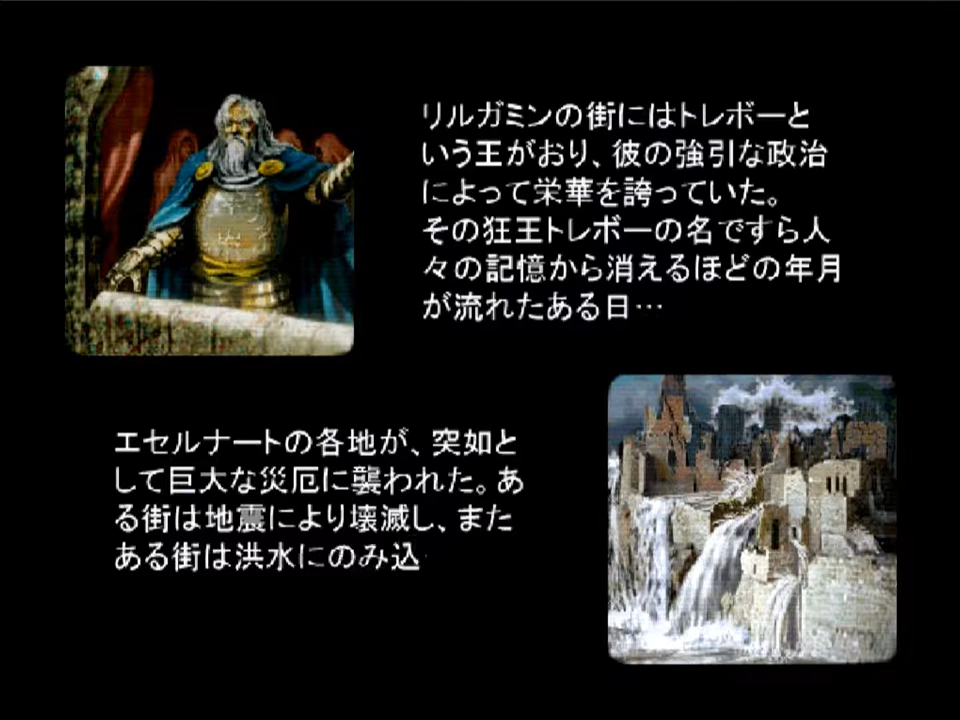 リルガミンの街にはトレボーと
いう王がおり、彼の強引な政治
によって栄華を誇っていた。
その狂王トレボーの名ですら人
々の記憶から消えるほどの年月
が流れたある日…
エセルナートの各地が、突如と
して巨大な災厄に襲われた。あ
る街は地震により壊滅し、また
ある街は洪水にのみ込